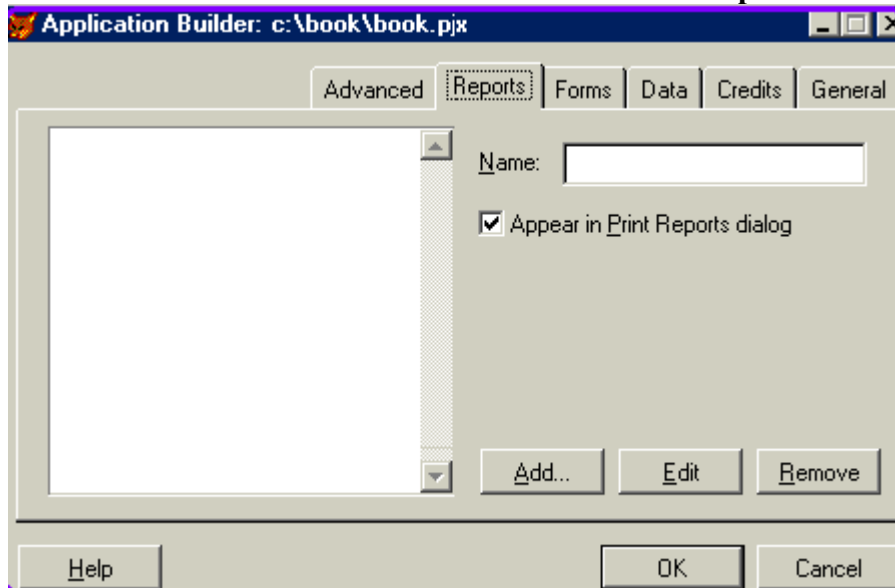 Application Builder: c:\book\book.pjx
Advanced Reports Forms Data Credits General
Name:
Appear in Print Reports dialog
Add... Edit Remove
Help OK Cancel